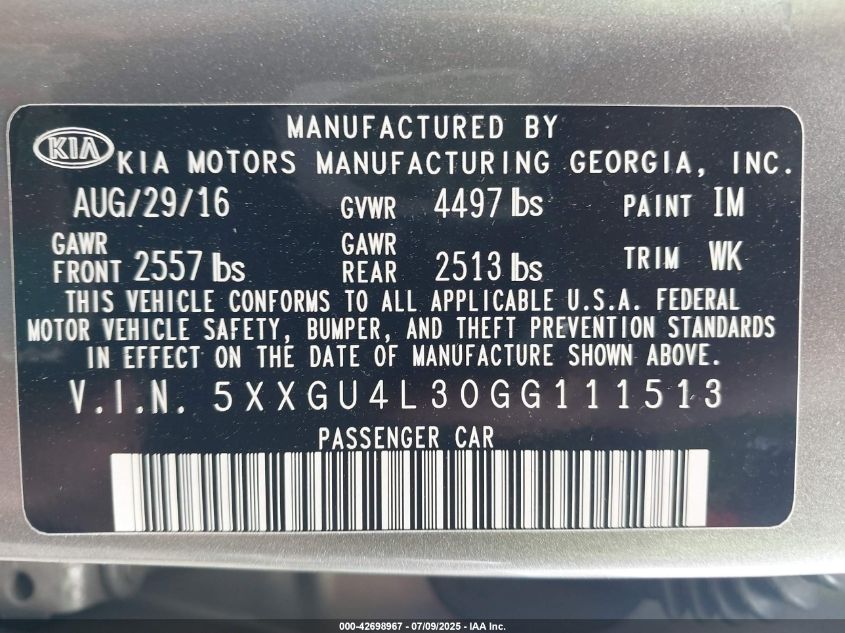 MANUFACTURED BY
KIA KIA MOTORS MANUFACTURING GEORGIA, INC.
AUG/29/16 GVWR 4497 lbs PAINT IM
GAWR FRONT 2557 lbs GAWR REAR 2513 lbs TRIM WK
THIS VEHICLE CONFORMS TO ALL APPLICABLE U.S.A. FEDERAL
MOTOR VEHICLE SAFETY, BUMPER, AND THEFT PREVENTION STANDARDS
IN EFFECT ON THE DATE OF MANUFACTURE SHOWN ABOVE.
V.I.N. 5XXGU4L30GG111513
PASSENGER CAR
000-42698967 - 07/09/2025 - IAA Inc.